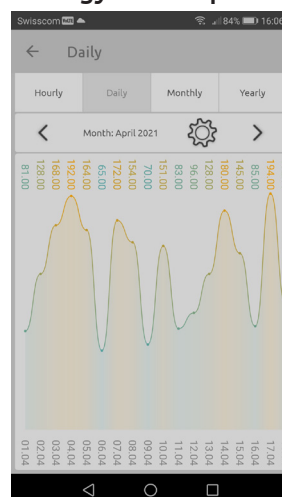 Swisscom 84% 16:06
Daily
Hourly Daily Monthly Yearly
Month: April 2021
81.00 128.00 168.00 192.00 164.00 65.00 172.00 154.00 70.00 151.00 83.00 96.00 128.00 180.00 145.00 85.00 194.00
01.04 02.04 03.04 04.04 05.04 06.04 07.04 08.04 09.04 10.04 11.04 12.04 13.04 14.04 15.04 16.04 17.04